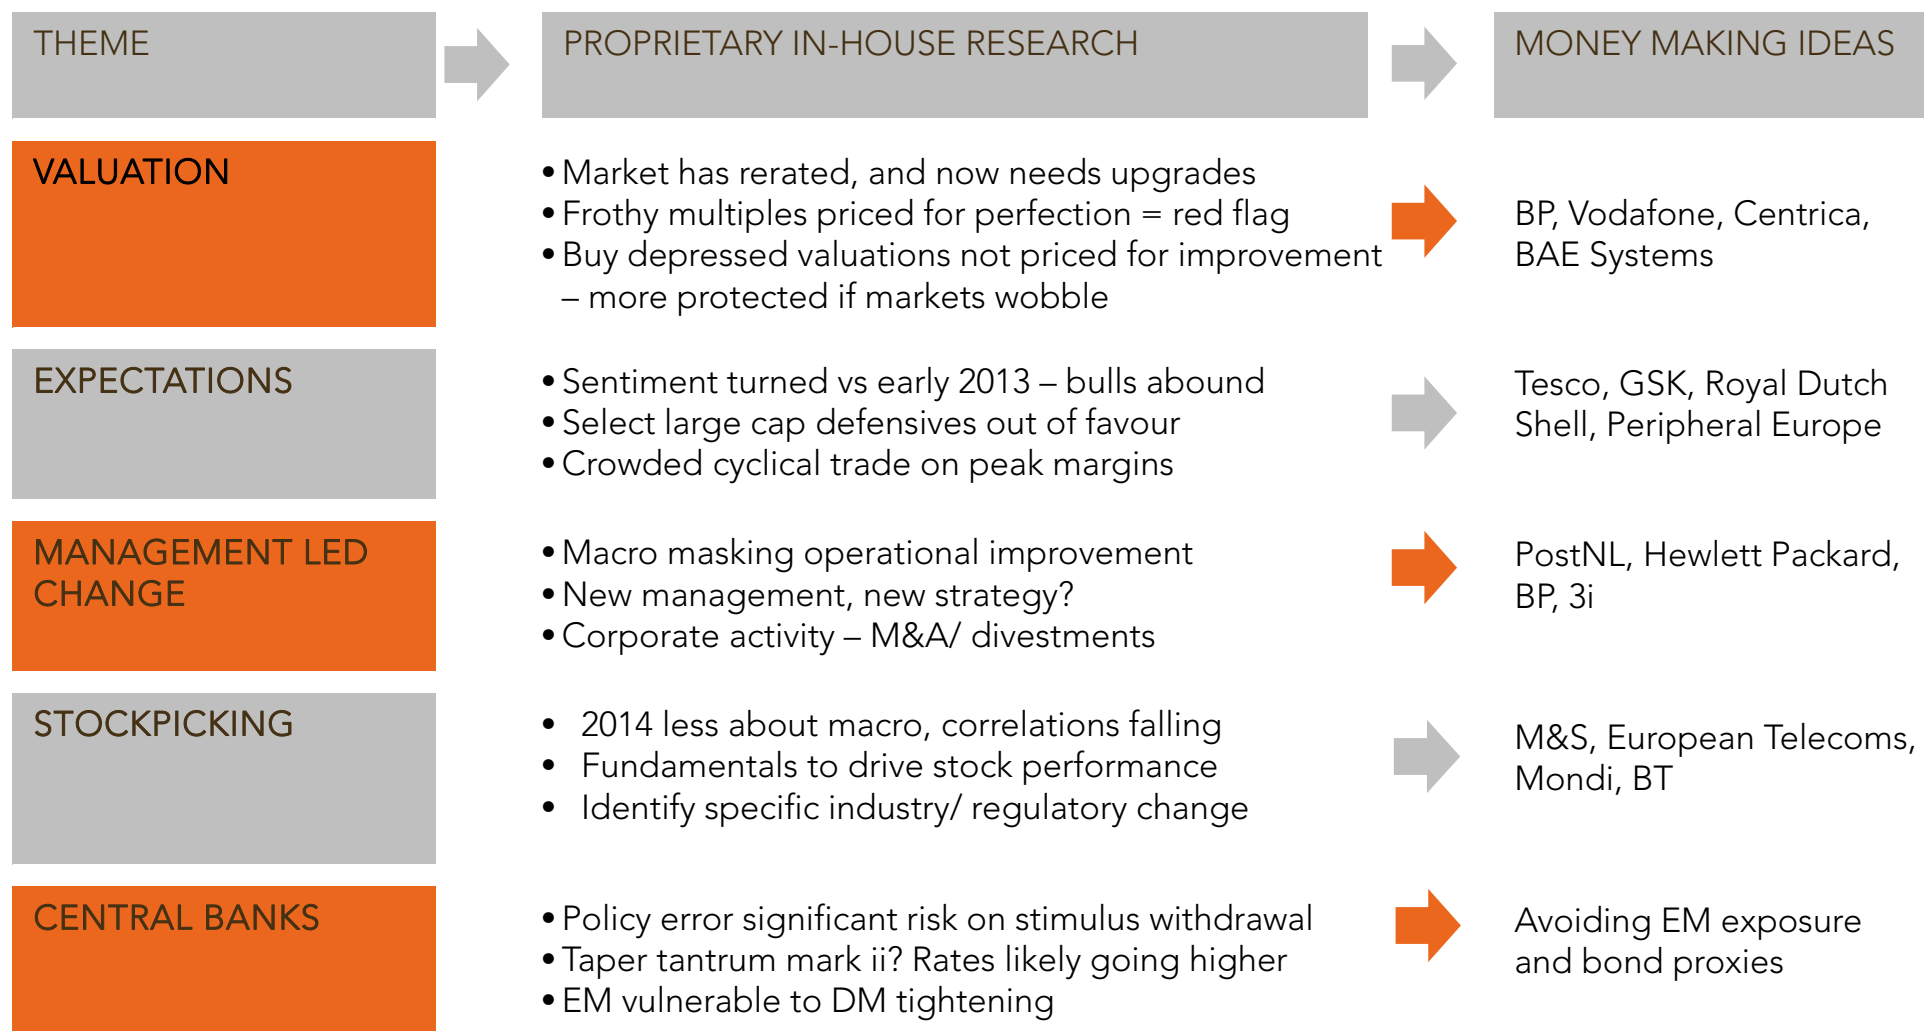 THEME
PROPRIETARY IN-HOUSE RESEARCH
MONEY MAKING IDEAS
VALUATION
•Market has rerated, and now needs upgrades
•Frothy multiples priced for perfection = red flag
•Buy depressed valuations not priced for improvement
– more protected if markets wobble
BP, Vodafone, Centrica,
BAE Systems
EXPECTATIONS
•Sentiment turned vs early 2013 – bulls abound
•Select large cap defensives out of favour
•Crowded cyclical trade on peak margins
Tesco, GSK, Royal Dutch
Shell, Peripheral Europe
MANAGEMENT LED
CHANGE
•Macro masking operational improvement
•New management, new strategy?
•Corporate activity – M&A/ divestments
PostNL, Hewlett Packard,
BP, 3i
STOCKPICKING
• 2014 less about macro, correlations falling
• Fundamentals to drive stock performance
• Identify specific industry/ regulatory change
M&S, European Telecoms,
Mondi, BT
CENTRAL BANKS
•Policy error significant risk on stimulus withdrawal
•Taper tantrum mark ii? Rates likely going higher
•EM vulnerable to DM tightening
Avoiding EM exposure
and bond proxies